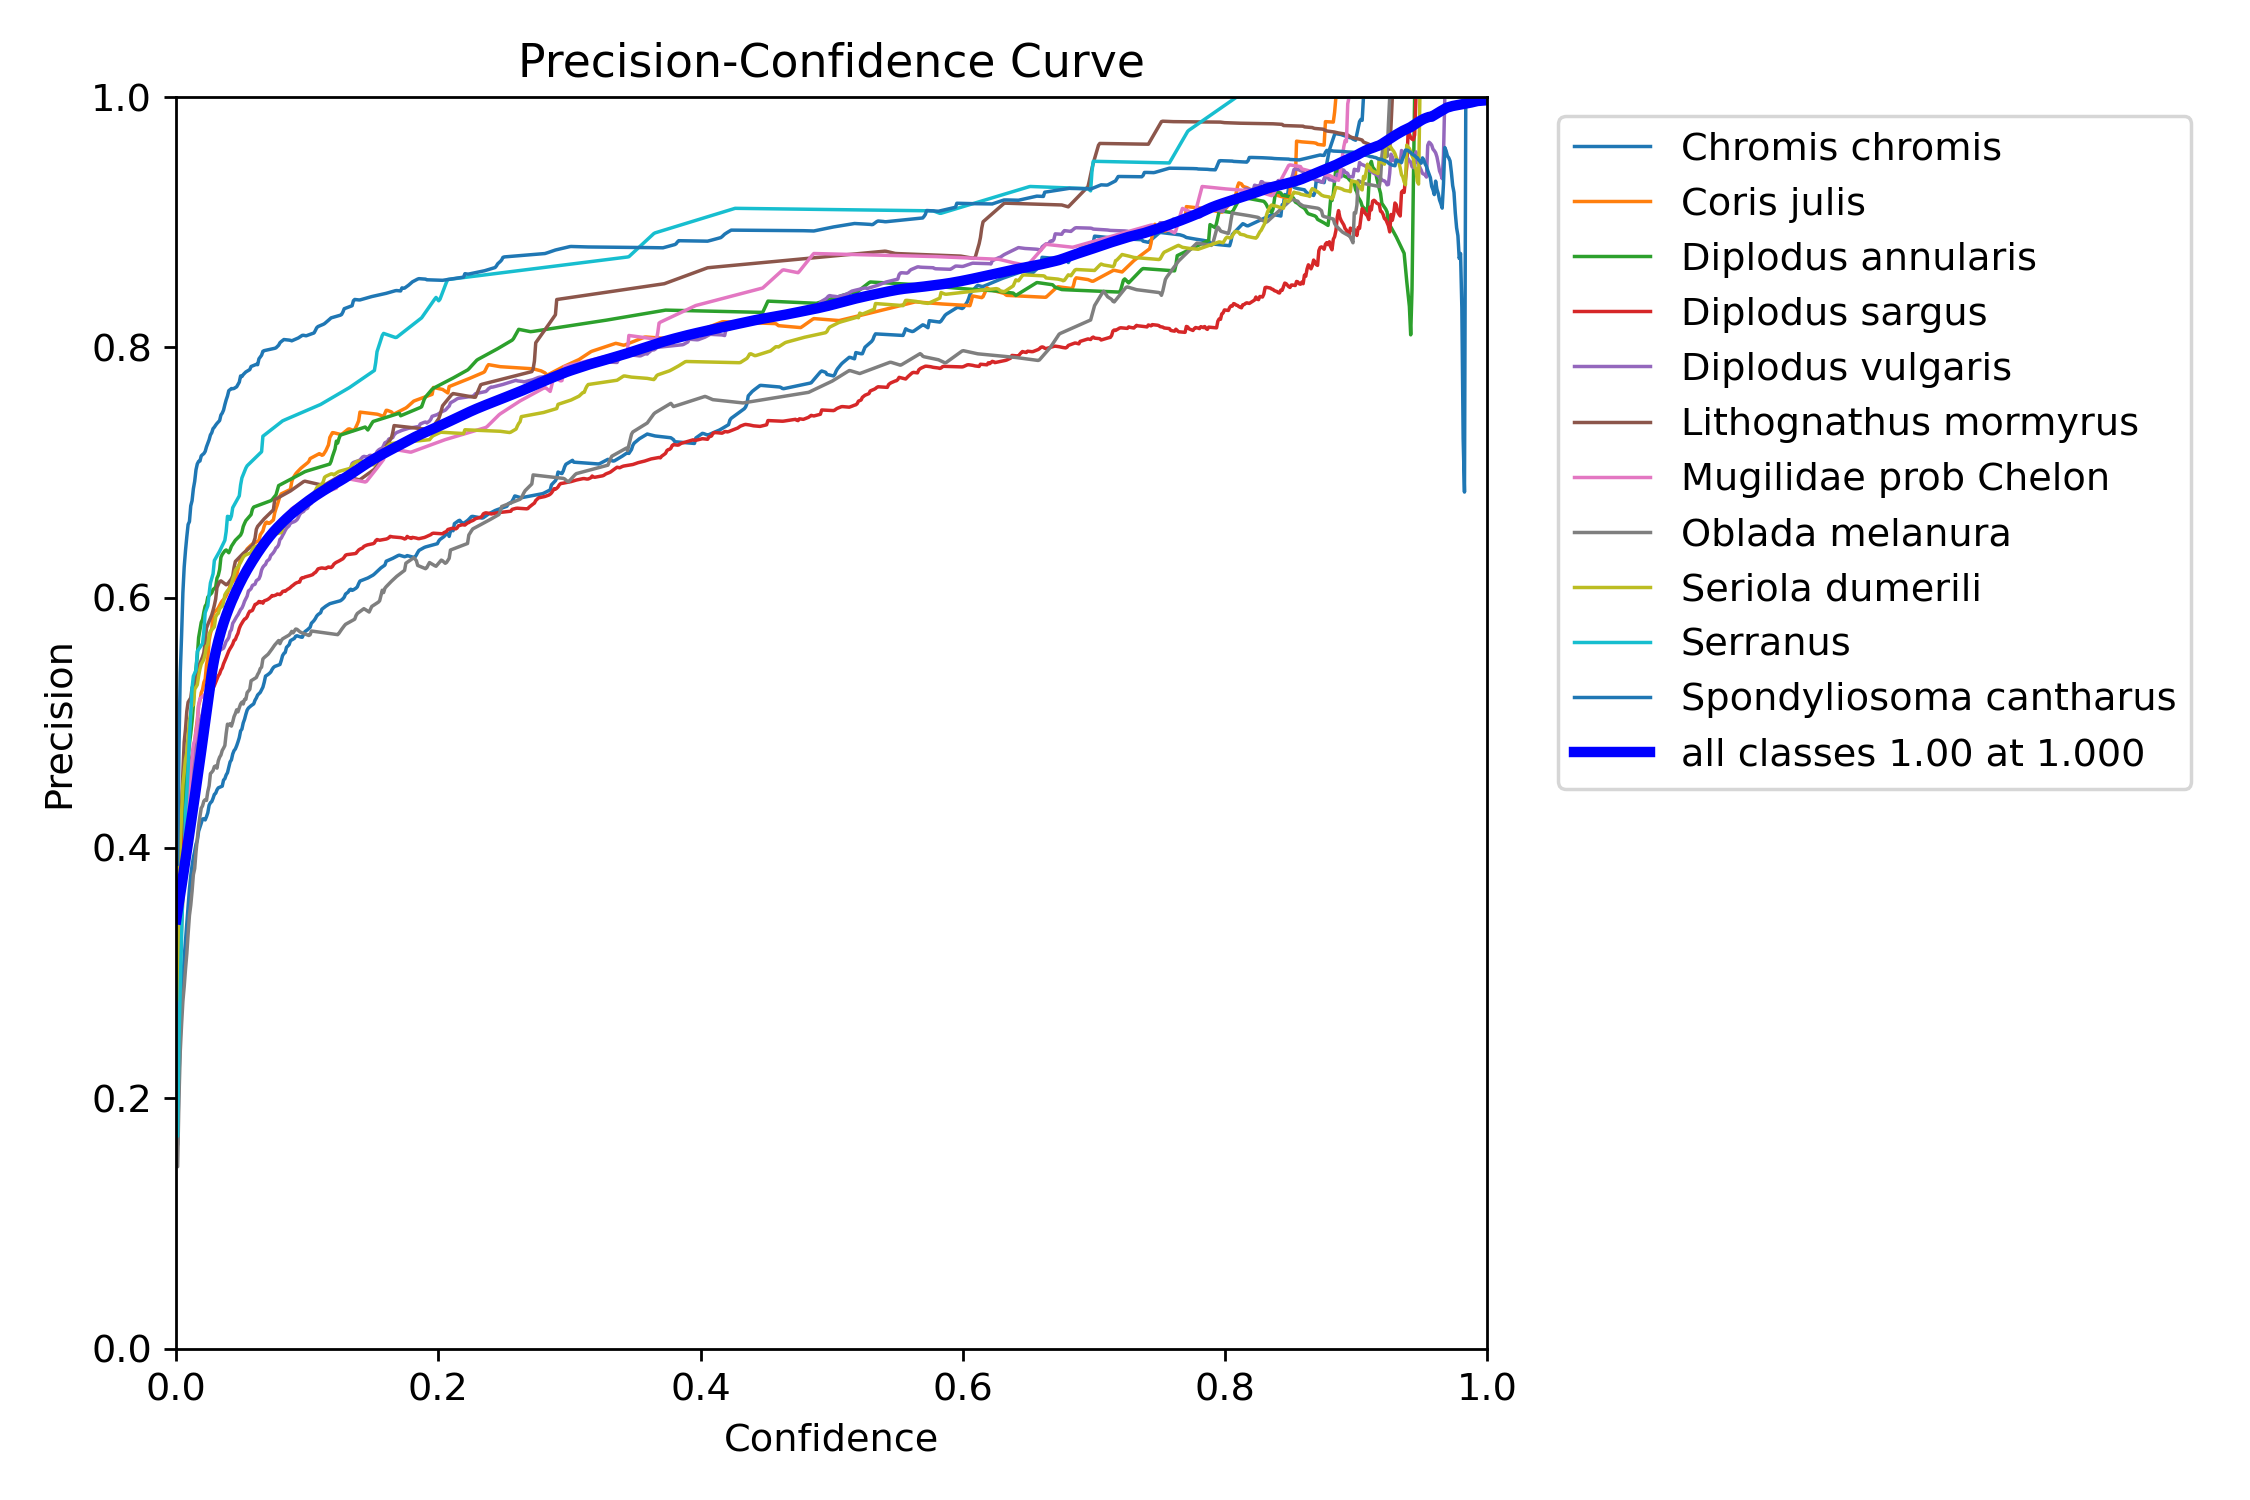 Precision-Confidence Curve
1.0
0.8
0.6
0.4
0.2
0.0
Precision
0.0 0.2 0.4 0.6 0.8 1.0
Confidence
Chromis chromis
Coris julis
Diplodus annularis
Diplodus sargus
Diplodus vulgaris
Lithognathus mormyrus
Mugilidae prob Chelon
Oblada melanura
Seriola dumerili
Serranus
Spondyliosoma cantharus
all classes 1.00 at 1.000